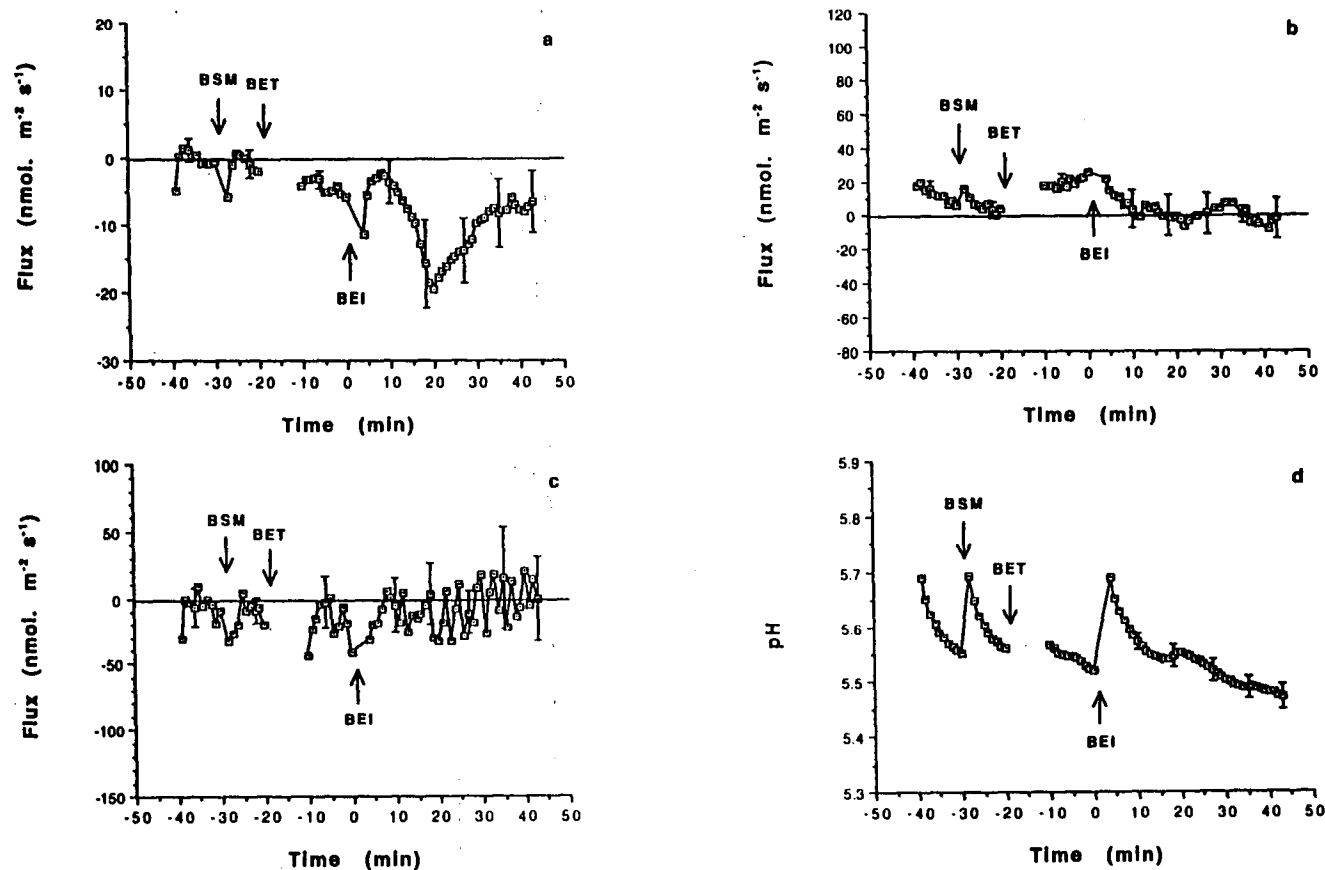 a
20
10
0
-10
-20
-30
Flux (nmol. m⁻² s⁻¹)
BSM
BET
BEI
-50 -40 -30 -20 -10 0 10 20 30 40 50
Time (min)
b
120
100
80
60
40
20
0
-20
-40
-60
-80
Flux (nmol. m⁻² s⁻¹)
BSM
BET
BEI
-50 -40 -30 -20 -10 0 10 20 30 40 50
Time (min)
c
100
50
0
-50
-100
-150
Flux (nmol. m⁻² s⁻¹)
BSM
BET
BEI
-50 -40 -30 -20 -10 0 10 20 30 40 50
Time (min)
d
5.9
5.8
5.7
5.6
5.5
5.4
5.3
pH
BSM
BET
BEI
-50 -40 -30 -20 -10 0 10 20 30 40 50
Time (min)